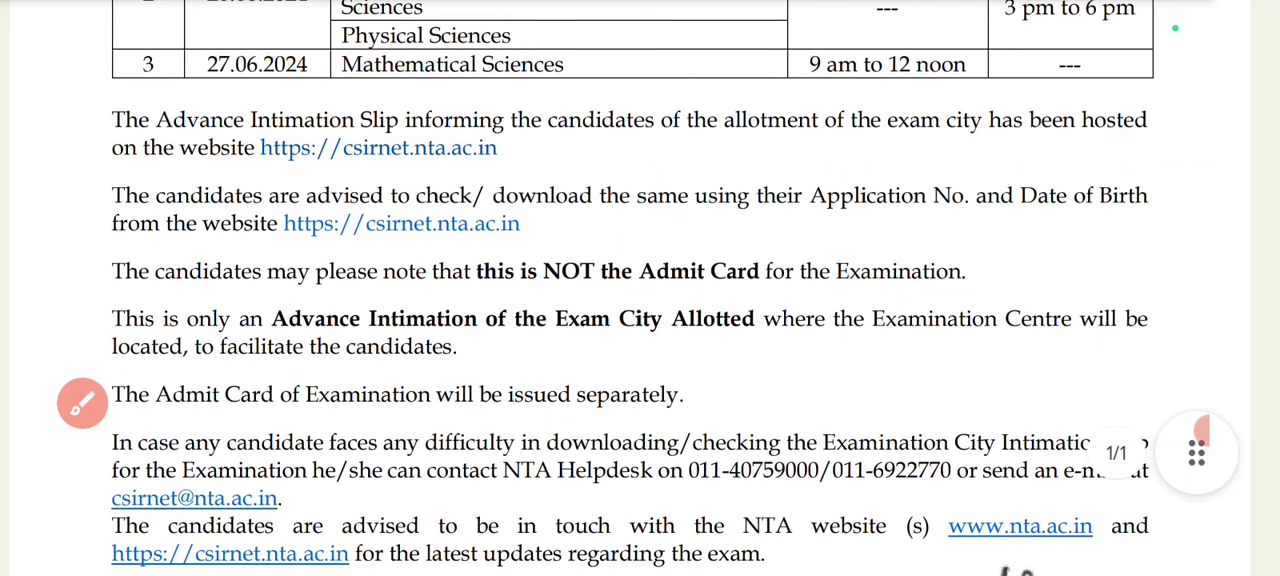 Sciences --- 3 pm to 6 pm
Physical Sciences
3 27.06.2024 Mathematical Sciences 9 am to 12 noon ---
The Advance Intimation Slip informing the candidates of the allotment of the exam city has been hosted
on the website https://csirnet.nta.ac.in
The candidates are advised to check/ download the same using their Application No. and Date of Birth
from the website https://csirnet.nta.ac.in
The candidates may please note that this is NOT the Admit Card for the Examination.
This is only an Advance Intimation of the Exam City Allotted where the Examination Centre will be
located, to facilitate the candidates.
The Admit Card of Examination will be issued separately.
In case any candidate faces any difficulty in downloading/checking the Examination City
for the Examination he/she can contact NTA Helpdesk on 011-40759000/011-6922770 or send an
csirnet@nta.ac.in.
The candidates are advised to be in touch with the NTA website (s) www.nta.ac.in and
https://csirnet.nta.ac.in for the latest updates regarding the exam.
1/1